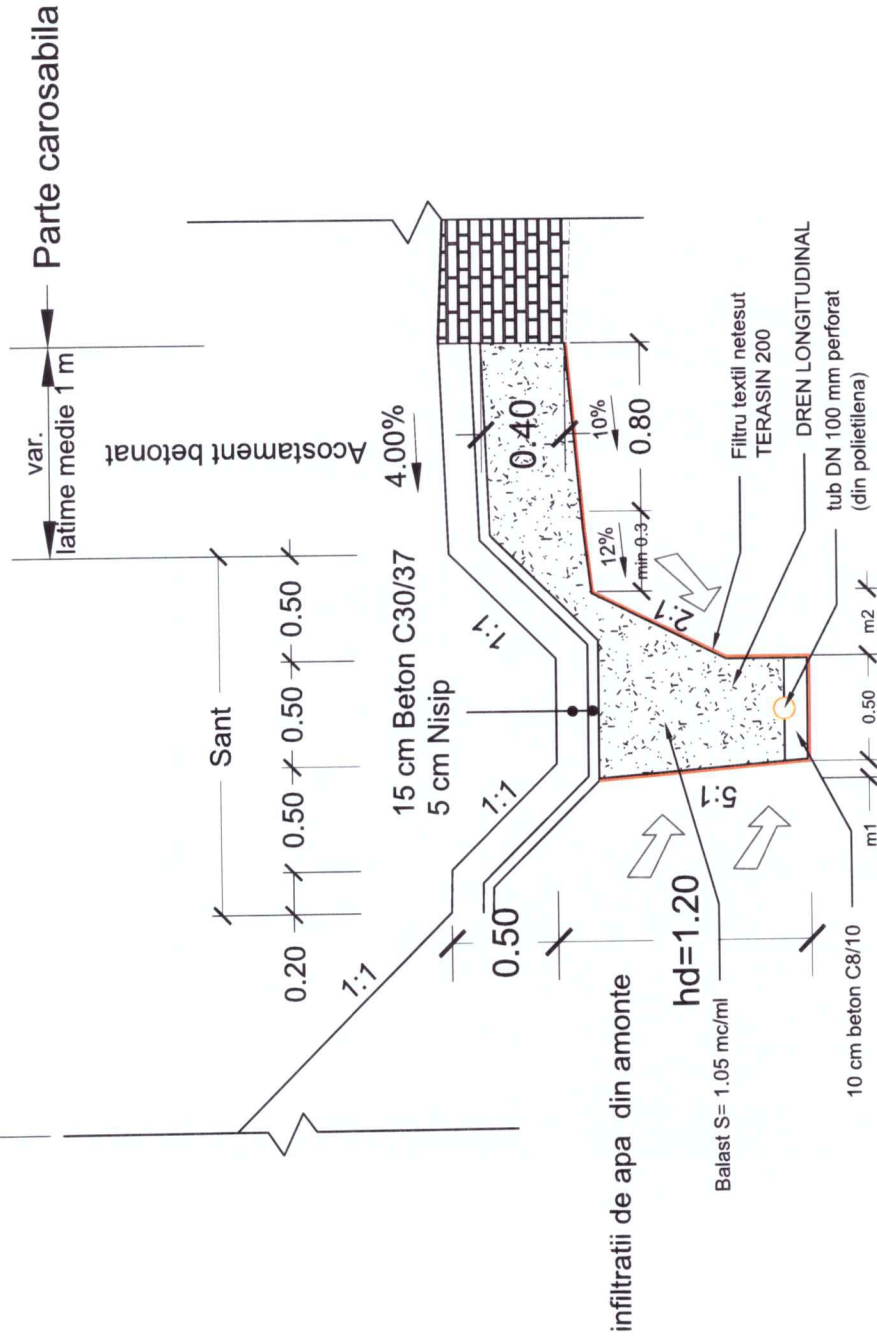 Parte carosabila
var.
latime medie 1 m
Acostament betonat
Sant
0.20
0.50
0.50
0.50
4.00%
1:1
1:1
1:1
15 cm Beton C30/37
5 cm Nisip
0.50
0.40
10%
0.80
12%
min 0.3
2:1
5:1
hd=1.20
infiltratii de apa din amonte
Balast S= 1.05 mc/ml
10 cm beton C8/10
m1
0.50
m2
Filtru textil netesut
TERASIN 200
DREN LONGITUDINAL
tub DN 100 mm perforat
(din polietilena)